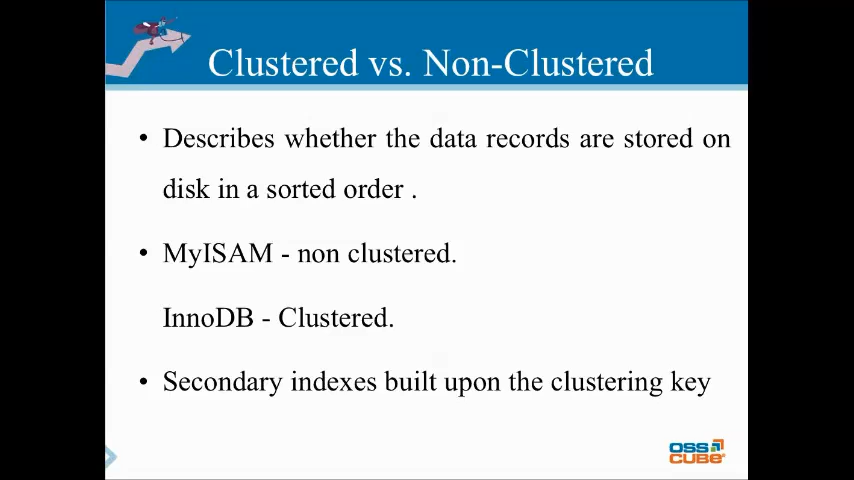 Clustered vs. Non-Clustered
• Describes whether the data records are stored on
disk in a sorted order .
• MyISAM - non clustered.
InnoDB - Clustered.
• Secondary indexes built upon the clustering key
OSS
CUBE